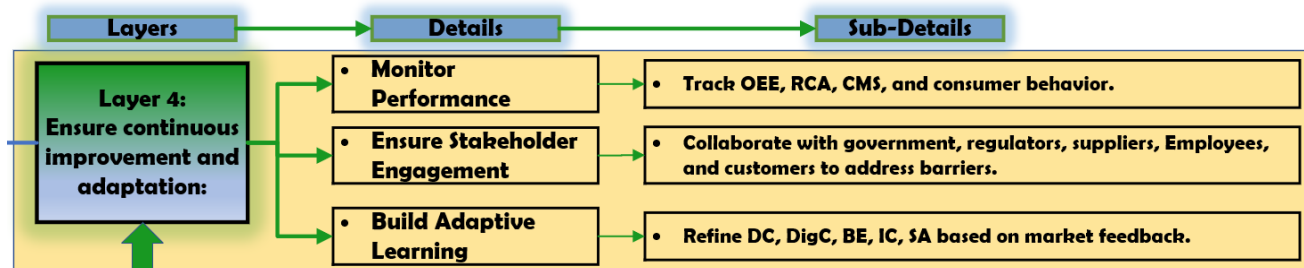 Layers
Details
Sub-Details
Layer 4:
Ensure continuous
improvement and
adaptation:
• Monitor
Performance
• Track OEE, RCA, CMS, and consumer behavior.
• Ensure Stakeholder
Engagement
• Collaborate with government, regulators, suppliers, Employees,
and customers to address barriers.
• Build Adaptive
Learning
• Refine DC, DigC, BE, IC, SA based on market feedback.